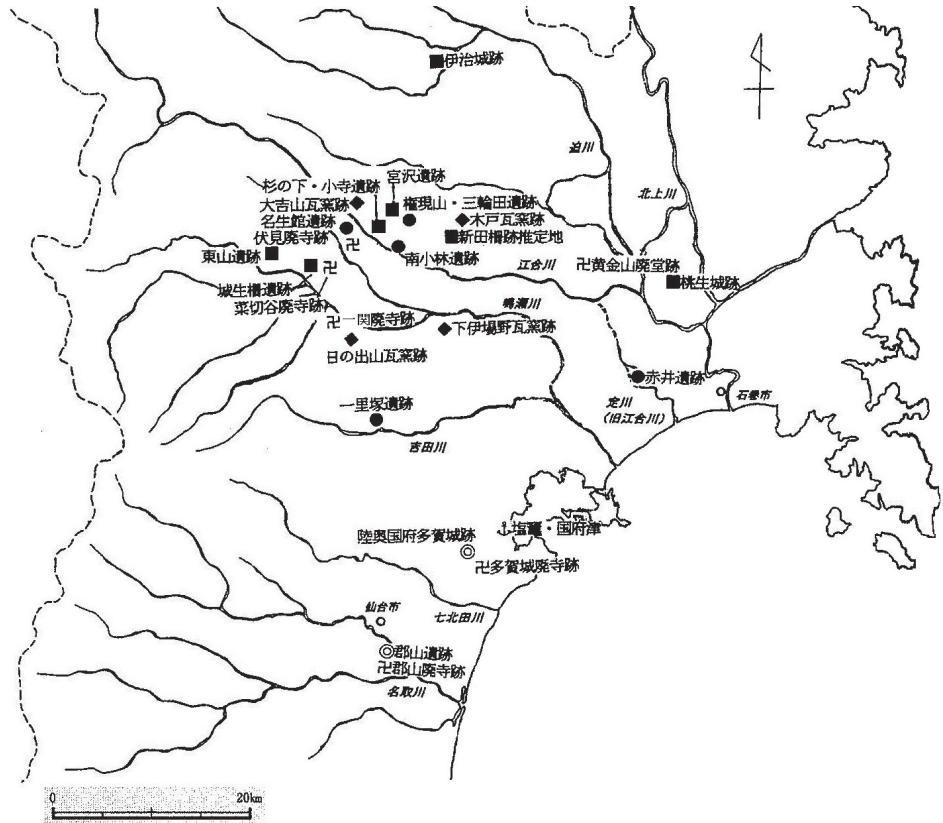 伊治城跡
迫川
北上川
宮沢遺跡
杉の下・小寺遺跡
大吉山瓦窯跡
権現山・三輪田遺跡
名生館遺跡
木戸瓦窯跡
伏見廃寺跡
卍
新田柵跡推定地
東山遺跡
南小林遺跡
江合川
卍黄金山廃堂跡
桃生城跡
城生柵遺跡
卍
菜切谷廃寺跡
鳴瀬川
卍一関廃寺跡
下伊場野瓦窯跡
日の出山瓦窯跡
赤井遺跡
石巻市
一里塚遺跡
定川
(旧江合川)
吉田川
塩竈・国府津
陸奥国府多賀城跡
卍多賀城廃寺跡
仙台市
七北田川
郡山遺跡
卍郡山廃寺跡
名取川
0 20km